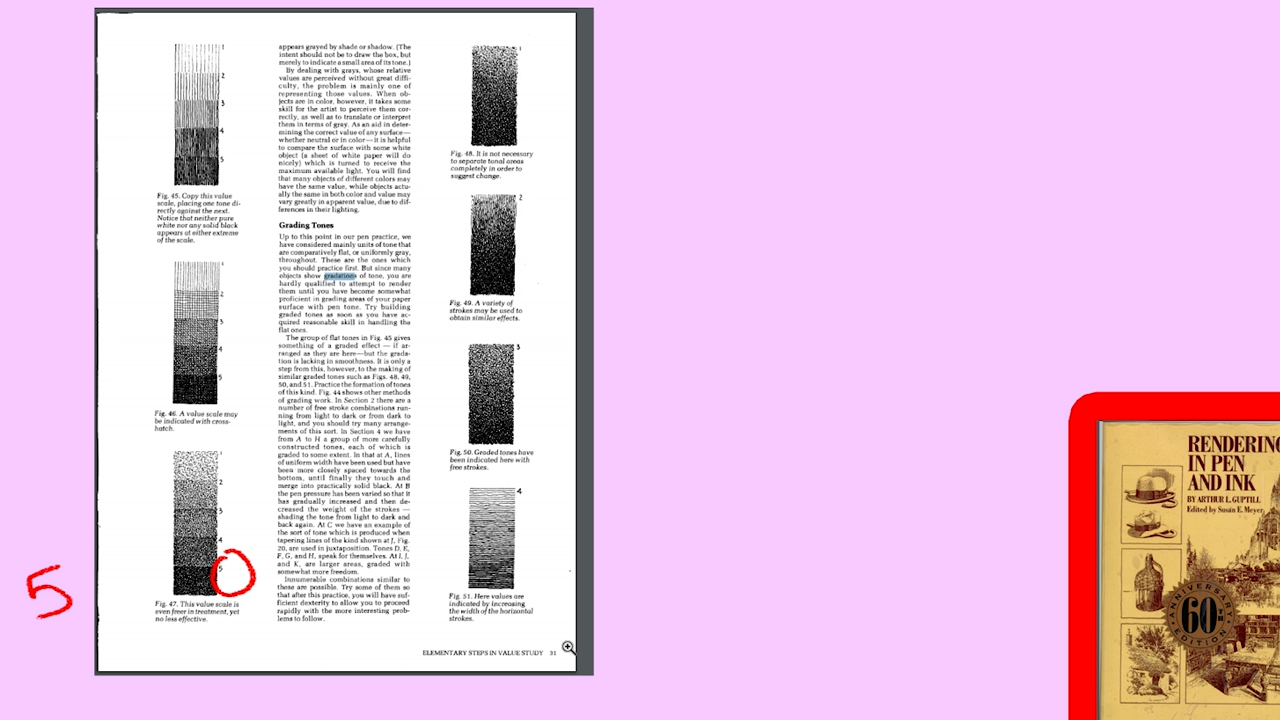 1
2
3
4
5
Fig. 45. Copy this value
scale, placing one tone di-
rectly against the next.
Notice that neither pure
white nor any solid black
appears at either extreme
of the scale.
1
2
3
4
5
Fig. 46. A value scale may
be indicated with cross-
hatch.
1
2
3
4
5
Fig. 47. This value scale is
even freer in treatment, yet
no less effective.
5
appears grayed by shade or shadow. (The
intent should not be to draw the box, but
merely to indicate a small area of its tone.)
By dealing with grays, whose relative
values are perceived without great diffi-
culty, the problem is mainly one of
representing those values. When ob-
jects are in color, however, it takes some
skill for the artist to perceive them cor-
rectly, as well as to translate or interpret
them in terms of grey. As an aid in deter-
mining the correct value of any surface—
whether neutral or in color—it is helpful
to compare the surface with some white
object (a sheet of white paper will do
nicely) which is turned to receive the
maximum available light. You will find
that many objects of different colors may
have the same value, while objects actu-
ally the same in both color and value may
vary greatly in apparent value, due to dif-
ferences in their lighting.
Grading Tones
Up to this point in our pen practice, we
have considered mainly units of tone that
are comparatively flat, or uniformly gray,
throughout. These are the ones which
you should practice first. But since many
objects show gradations of tone, you are
hardly qualified to attempt to render
them until you have become somewhat
proficient in grading areas of your paper
surface with pen tone. Try building
graded tones as soon as you have ac-
quired reasonable skill in handling the
flat ones.
The group of flat tones in Fig. 45 gives
something of a graded effect — if ar-
ranged as they are here—but the grada-
tion is lacking in smoothness. It is only a
step from this, however, to the making of
similar graded tones such as Figs. 48, 49,
50, and 51. Practice the formation of tones
of this kind. Fig. 44 shows other methods
of grading work. In Section 2 there are a
number of free stroke combinations run-
ning from light to dark or from dark to
light, and you should try many arrange-
ments of this sort. In Section 4 we have
from A to H a group of more carefully
constructed tones, each of which is
graded to some extent. In that at A, lines
of uniform width have been used but have
been more closely spaced towards the
bottom, until finally they touch and
merge into practically solid black. At B
the pen pressure has been varied so that it
has gradually increased and then de-
creased the weight of the strokes —
shading the tone from light to dark and
back again. At C we have an example of
the sort of tone which is produced when
tapering lines of the kind shown at J, Fig.
20, are used in juxtaposition. Tones D, E,
F, G, and H, speak for themselves. At I, J,
and K, are larger areas, graded with
somewhat more freedom.
Innumerable combinations similar to
these are possible. Try some of them so
that after this practice, you will have suf-
ficient dexterity to allow you to proceed
rapidly with the more interesting prob-
lems to follow.
1
Fig. 48. It is not necessary
to separate tonal areas
completely in order to
suggest change.
2
Fig. 49. A variety of
strokes may be used to
obtain similar effects.
3
Fig. 50. Graded tones have
been indicated here with
free strokes.
4
Fig. 51. Here values are
indicated by increasing
the width of the horizontal
strokes.
ELEMENTARY STEPS IN VALUE STUDY 31
RENDERING
IN PEN
AND INK
BY ARTHUR L. GUPTILL
Edited by Susan E. Meyer
60TH
EDITION